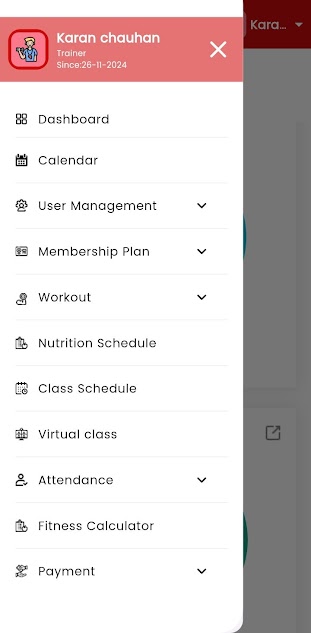 Karan chauhan
Trainer
Since:26-11-2024
Kara...
Dashboard
Calendar
User Management
Membership Plan
Workout
Nutrition Schedule
Class Schedule
Virtual class
Attendance
Fitness Calculator
Payment